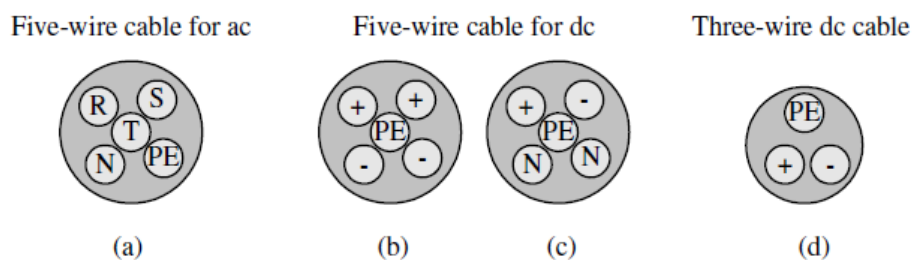 Five-wire cable for ac
Five-wire cable for dc
Three-wire dc cable
R S
T
N PE
+ +
PE
- -
+ -
PE
N N
PE
+ -
(a)
(b)
(c)
(d)